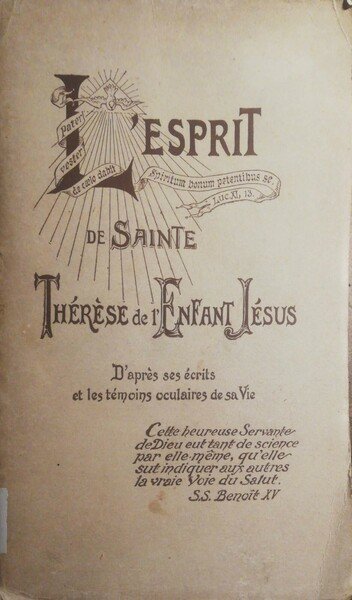 L'ESPRIT
Pater
vester
de cælo dabit
Spiritum bonum petentibus se.
Luc XI, 13.
DE SAINTE
THÉRÈSE de l'ENFANT JÉSUS
D'après ses écrits
et les témoins oculaires de sa Vie
Cette heureuse Servante
de Dieu eut tant de science
par elle-même, qu'elle
sut indiquer aux autres
la vraie Voie du Salut.
S.S. Benoît XV